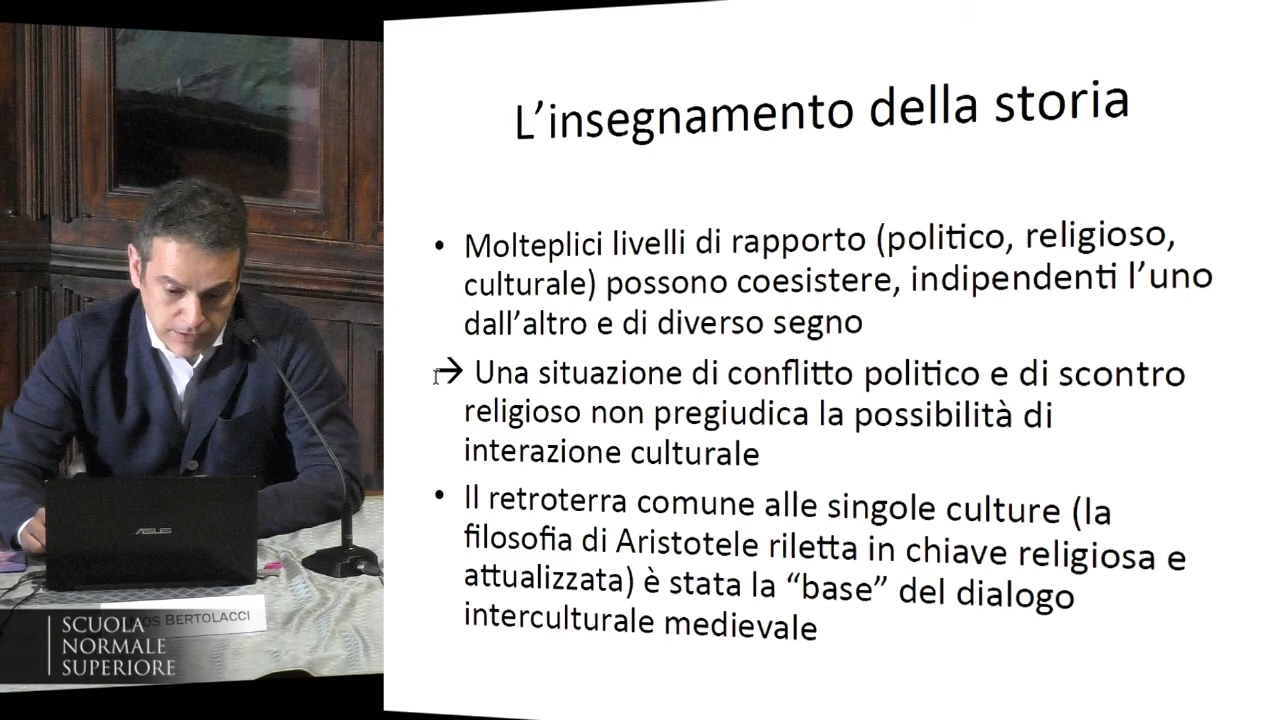 L’insegnamento della storia
• Molteplici livelli di rapporto (politico, religioso,
culturale) possono coesistere, indipendenti l’uno
dall’altro e di diverso segno
→ Una situazione di conflitto politico e di scontro
religioso non pregiudica la possibilità di
interazione culturale
• Il retroterra comune alle singole culture (la
filosofia di Aristotele riletta in chiave religiosa e
attualizzata) è stata la “base” del dialogo
interculturale medievale
ASUS
BERTOLACCI
SCUOLA
NORMALE
SUPERIORE